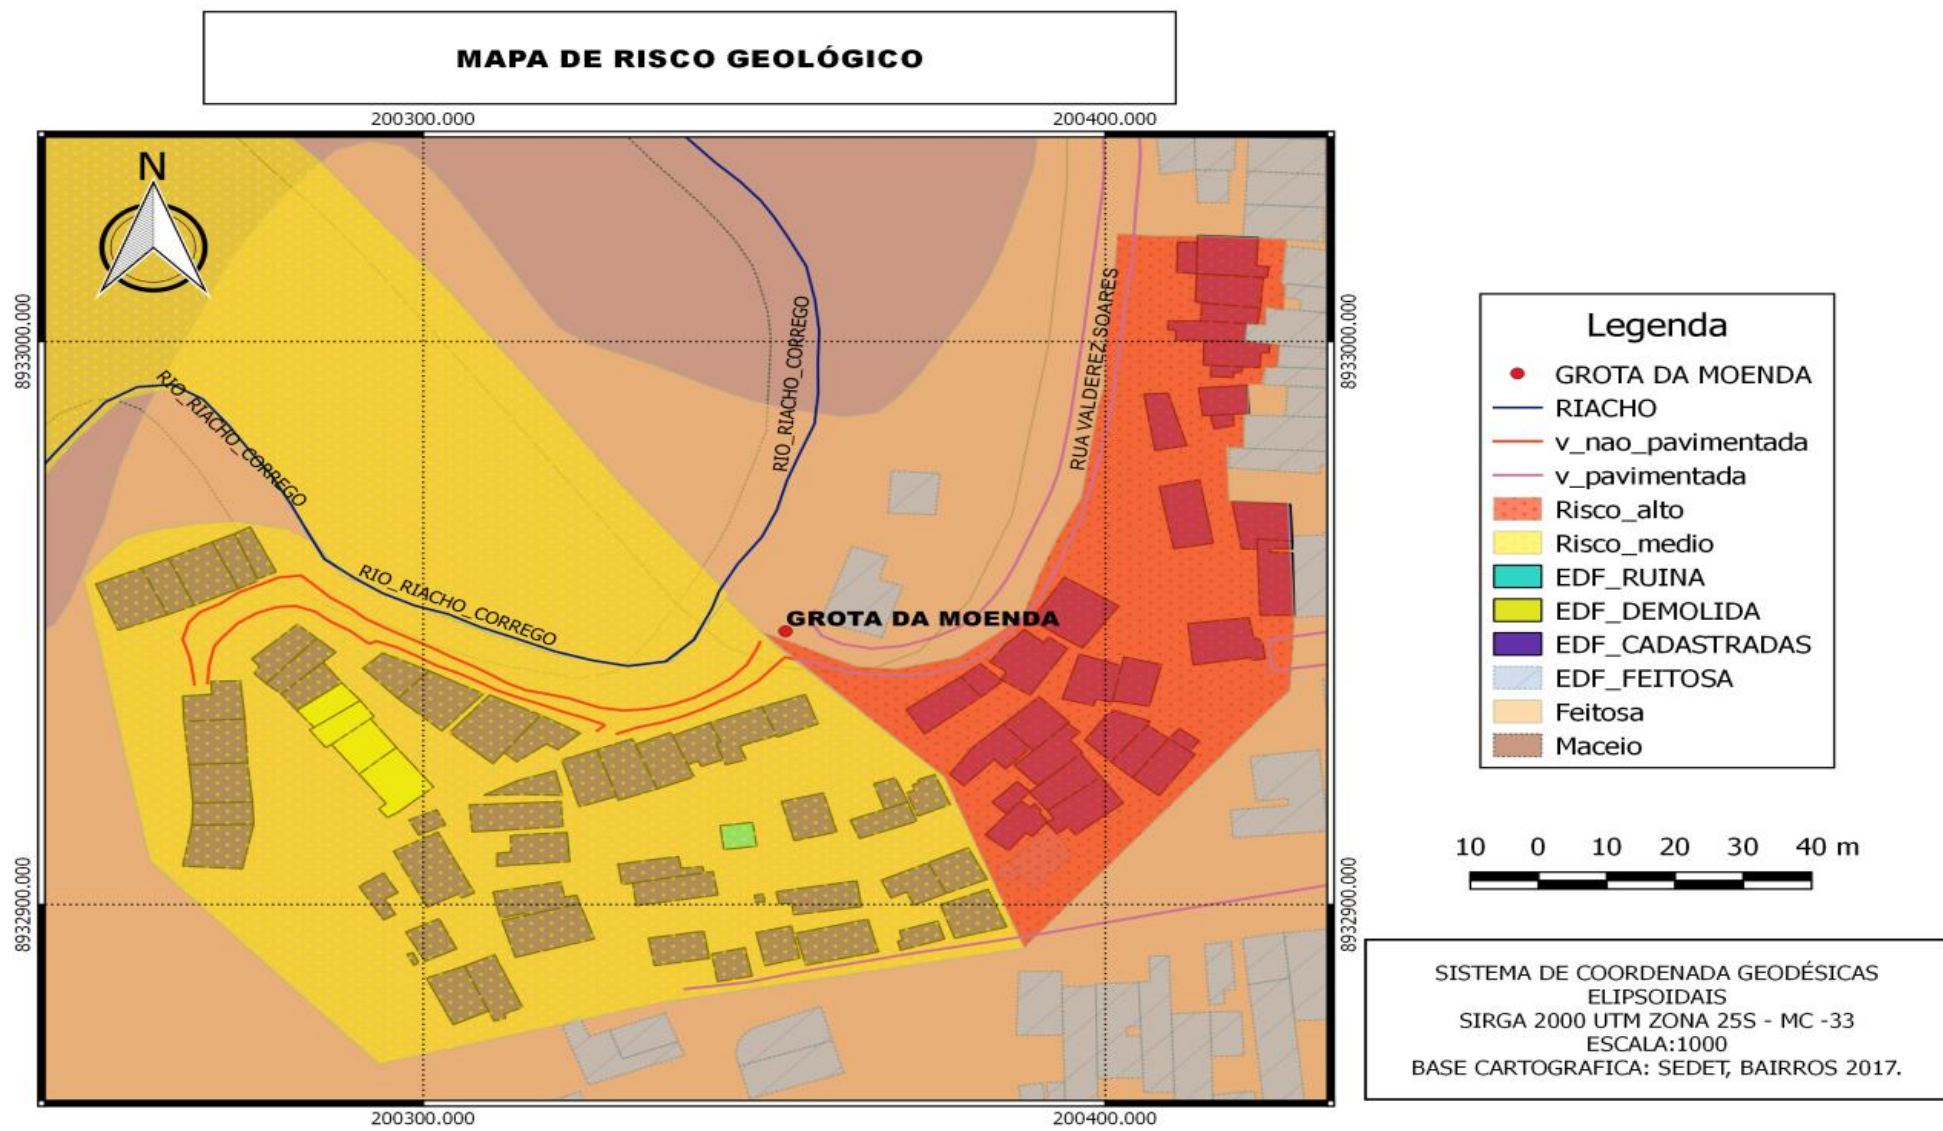 MAPA DE RISCO GEOLÓGICO
200300.000
200400.000
N
8933000.000
8933000.000
RIO_RIACHO_CORREGO
RIO_RIACHO_CORREGO
RUA VALDEREZ SOARES
RIO_RIACHO_CORREGO
GROTA DA MOENDA
8932900.000
8932900.000
200300.000
200400.000
Legenda
GROTA DA MOENDA
RIACHO
v_nao_pavimentada
v_pavimentada
Risco_alto
Risco_medio
EDF_RUINA
EDF_DEMOLIDA
EDF_CADASTRADAS
EDF_FEITOSA
Feitosa
Maceio
10 0 10 20 30 40 m
SISTEMA DE COORDENADA GEODÉSICAS
ELIPSOIDAIS
SIRGA 2000 UTM ZONA 25S - MC -33
ESCALA:1000
BASE CARTOGRAFICA: SEDET, BAIRROS 2017.